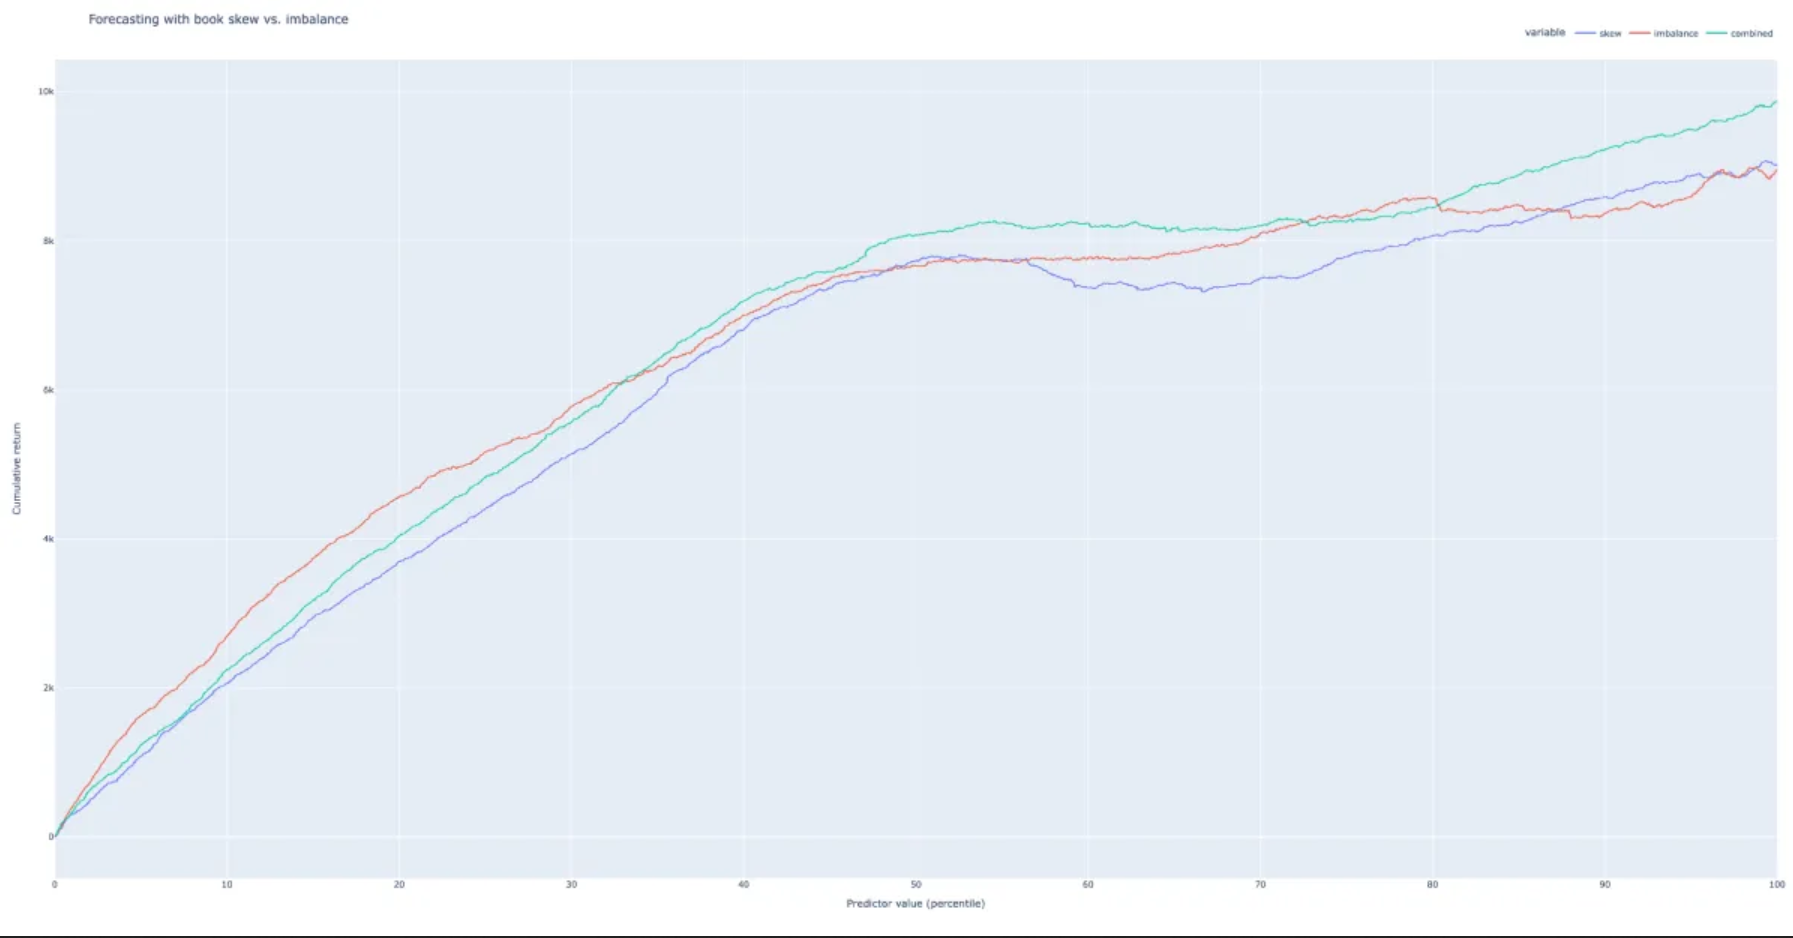 Forecasting with book skew vs. imbalance
variable skew imbalance combined
10k
8k
6k
4k
2k
0
Cumulative return
0 10 20 30 40 50 60 70 80 90 100
Predictor value (percentile)